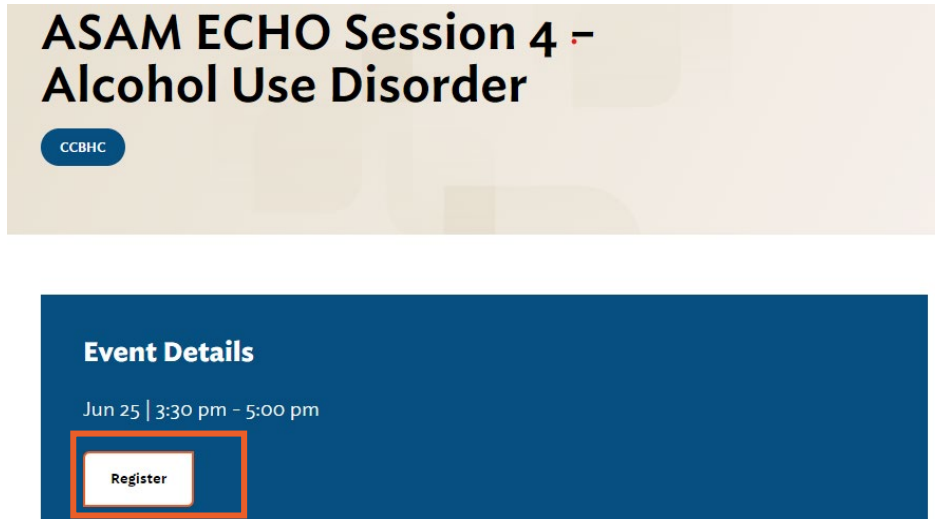 ASAM ECHO Session 4 –
Alcohol Use Disorder
CCBHC
Event Details
Jun 25 | 3:30 pm - 5:00 pm
Register